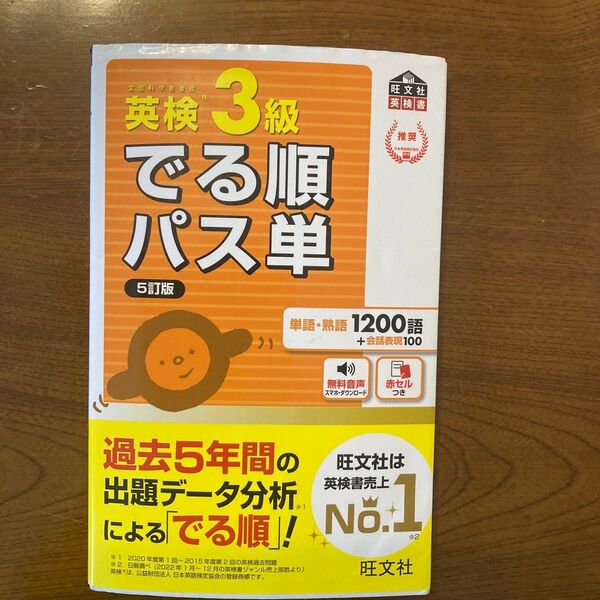 文部科学省後援
英検® 3級
でる順
パス単
5訂版
旺文社
英検書
推奨
単語・熟語 1200語
+会話表現100
無料音声
スマホ・ダウンロード
赤セル
つき
過去5年間の
出題データ分析※1
による「でる順」!
旺文社は
英検書売上
No.1
※2
※1 2020年度第1回～2015年度第2回の英検過去問題
※2 日販調べ(2022年1月～12月の英検書ジャンル売上部数より)
英検®は、公益財団法人 日本英語検定協会の登録商標です。
旺文社